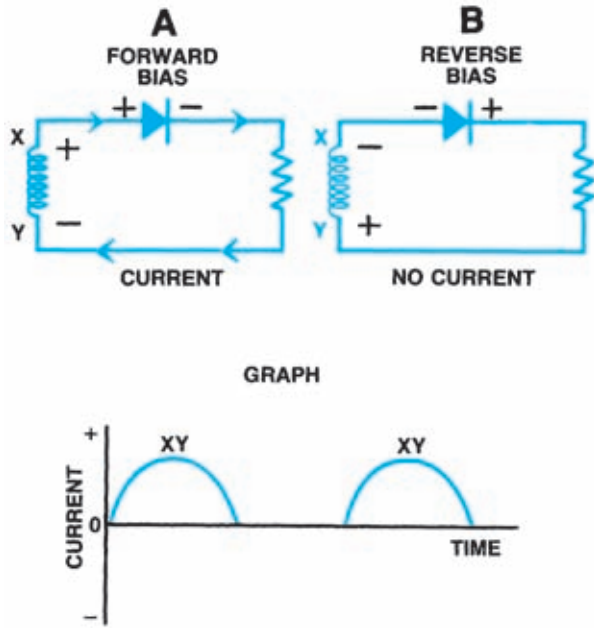 A
FORWARD
BIAS
+ −
X
+
Y
−
CURRENT
B
REVERSE
BIAS
− +
X
−
Y
+
NO CURRENT
GRAPH
+
XY
XY
CURRENT
0
TIME
−